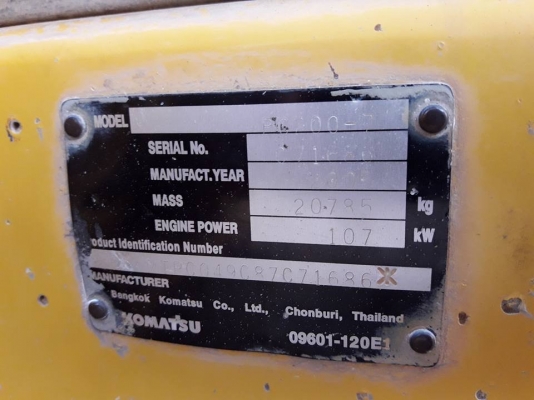 MODEL
SERIAL No.
MANUFACT.YEAR
MASS 20785 kg
ENGINE POWER 107 kW
Product Identification Number
MANUFACTURER
Bangkok Komatsu Co., Ltd., Chonburi, Thailand
KOMATSU 09601-120E1